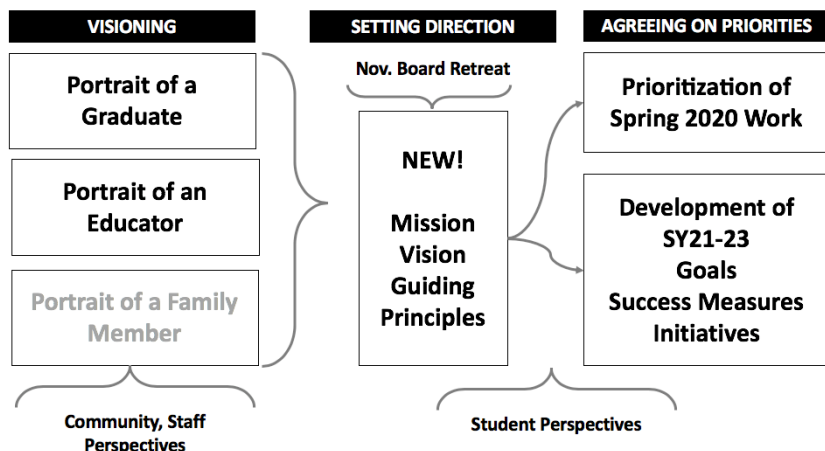 VISIONING
Portrait of a
Graduate
Portrait of an
Educator
Portrait of a Family
Member
Community, Staff
Perspectives
SETTING DIRECTION
Nov. Board Retreat
NEW!
Mission
Vision
Guiding
Principles
AGREEING ON PRIORITIES
Prioritization of
Spring 2020 Work
Development of
SY21-23
Goals
Success Measures
Initiatives
Student Perspectives